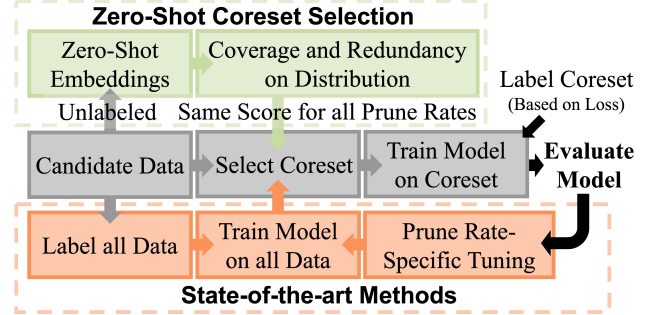 Zero-Shot Coreset Selection
Zero-Shot
Embeddings
Coverage and Redundancy
on Distribution
Unlabeled
Same Score for all Prune Rates
Label Coreset
(Based on Loss)
Candidate Data
Select Coreset
Train Model
on Coreset
Evaluate
Model
Label all Data
Train Model
on all Data
Prune Rate-
Specific Tuning
State-of-the-art Methods